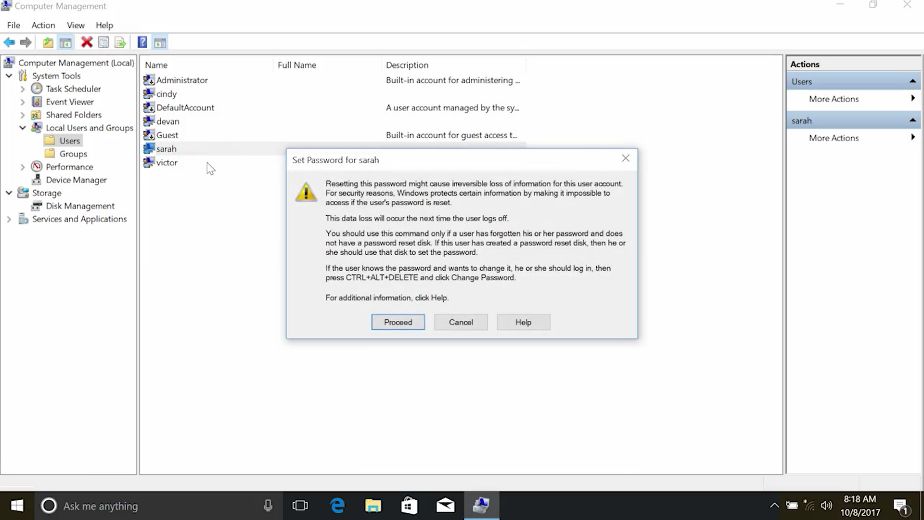 Computer Management
File Action View Help
Computer Management (Local)
System Tools
Task Scheduler
Event Viewer
Shared Folders
Local Users and Groups
Users
Groups
Performance
Device Manager
Storage
Disk Management
Services and Applications
Name Full Name Description
Administrator Built-in account for administering ...
cindy
DefaultAccount A user account managed by the sy...
devan
Guest Built-in account for guest access t...
sarah
victor
Set Password for sarah
Resetting this password might cause irreversible loss of information for this user account.
For security reasons, Windows protects certain information by making it impossible to
access if the user's password is reset.
This data loss will occur the next time the user logs off.
You should use this command only if a user has forgotten his or her password and does
not have a password reset disk. If this user has created a password reset disk, then he or
she should use that disk to set the password.
If the user knows the password and wants to change it, he or she should log in, then
press CTRL+ALT+DELETE and click Change Password.
For additional information, click Help.
Proceed Cancel Help
Actions
Users
More Actions
sarah
More Actions
Ask me anything
8:18 AM
10/8/2017
1